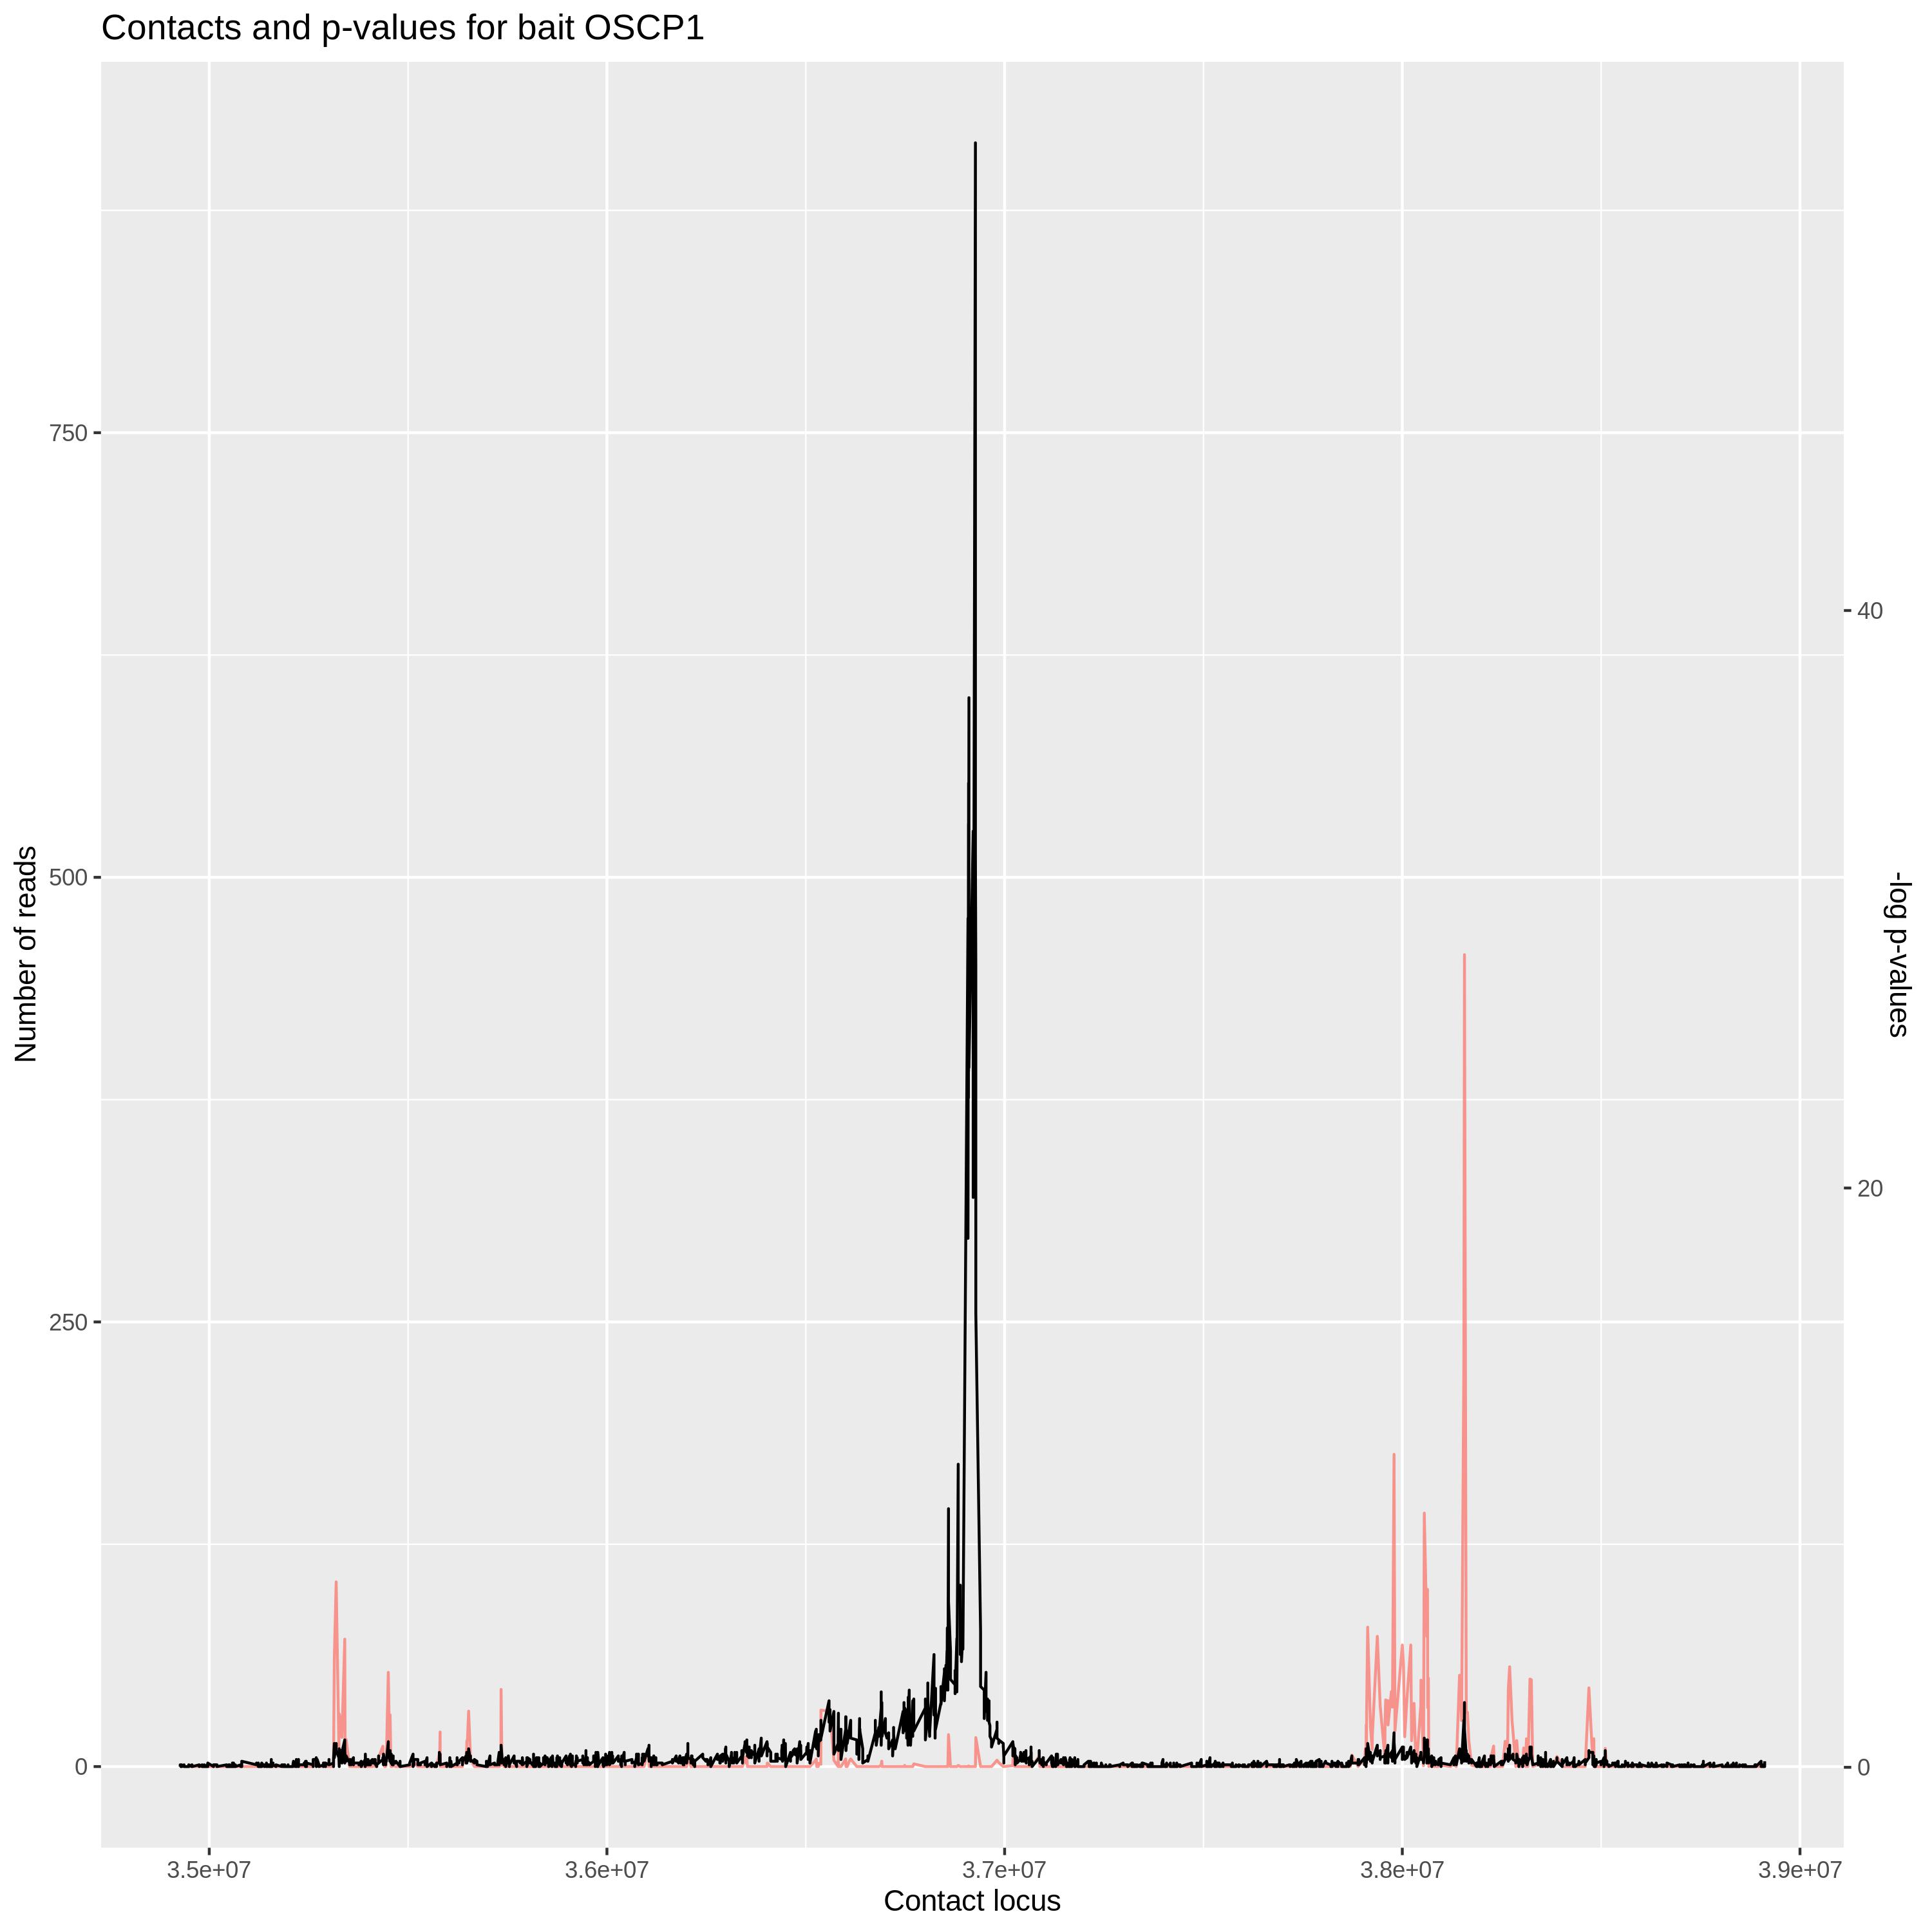 Contacts and p-values for bait OSCP1
Number of reads
750
500
250
0
40
20
0
-log p-values
3.5e+07
3.6e+07
3.7e+07
3.8e+07
3.9e+07
Contact locus